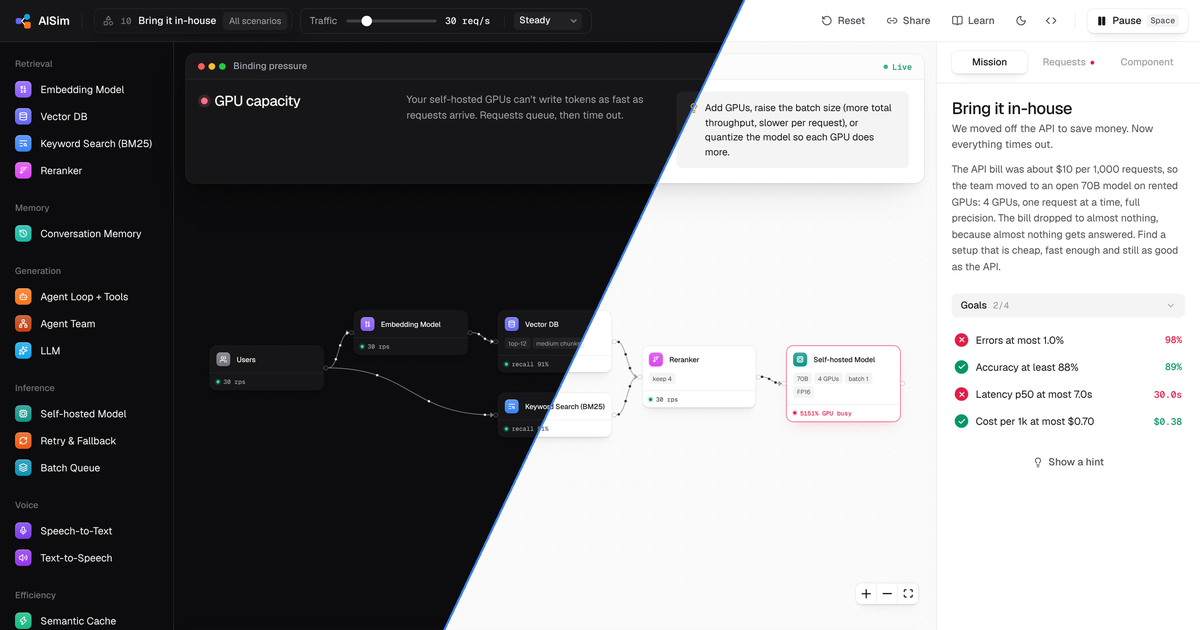 AISim
10 Bring it in-house All scenarios
Traffic 30 req/s Steady
Reset Share Learn Pause Space
Retrieval
Embedding Model
Vector DB
Keyword Search (BM25)
Reranker
Memory
Conversation Memory
Generation
Agent Loop + Tools
Agent Team
LLM
Inference
Self-hosted Model
Retry & Fallback
Batch Queue
Voice
Speech-to-Text
Text-to-Speech
Efficiency
Semantic Cache
Binding pressure
Live
GPU capacity
Your self-hosted GPUs can't write tokens as fast as
requests arrive. Requests queue, then time out.
Add GPUs, raise the batch size (more total
throughput, slower per request), or
quantize the model so each GPU does
more.
Users
30 rps
Embedding Model
30 rps
Vector DB
top-12 medium chunks
recall 91%
Keyword Search (BM25)
recall 91%
Reranker
keep 4
30 rps
Self-hosted Model
70B 4 GPUs batch 1
FP16
5151% GPU busy
Mission Requests Component
Bring it in-house
We moved off the API to save money. Now
everything times out.
The API bill was about $10 per 1,000 requests, so
the team moved to an open 70B model on rented
GPUs: 4 GPUs, one request at a time, full
precision. The bill dropped to almost nothing,
because almost nothing gets answered. Find a
setup that is cheap, fast enough and still as good
as the API.
Goals 2/4
Errors at most 1.0% 98%
Accuracy at least 88% 89%
Latency p50 at most 7.0s 30.0s
Cost per 1k at most $0.70 $0.38
Show a hint